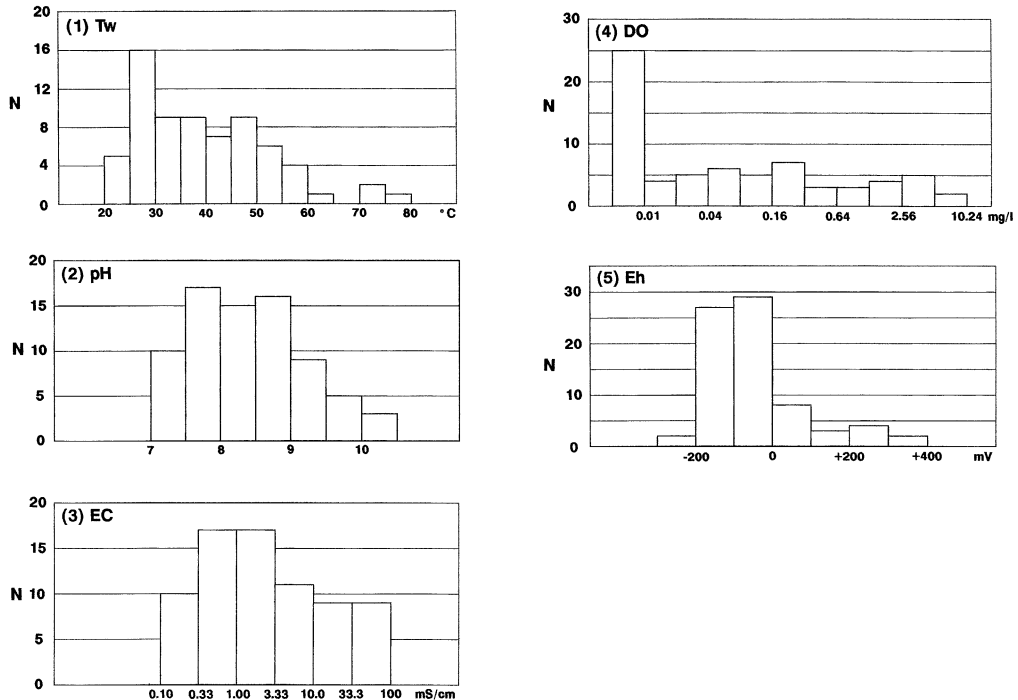 (1) Tw
20
16
12
N
8
4
0
20 30 40 50 60 70 80 °C
(2) pH
20
15
N 10
5
0
7 8 9 10
(3) EC
20
15
N 10
5
0
0.10 0.33 1.00 3.33 10.0 33.3 100 mS/cm
(4) DO
30
20
N
10
0
0.01 0.04 0.16 0.64 2.56 10.24 mg/l
(5) Eh
30
20
N
10
0
-200 0 +200 +400 mV